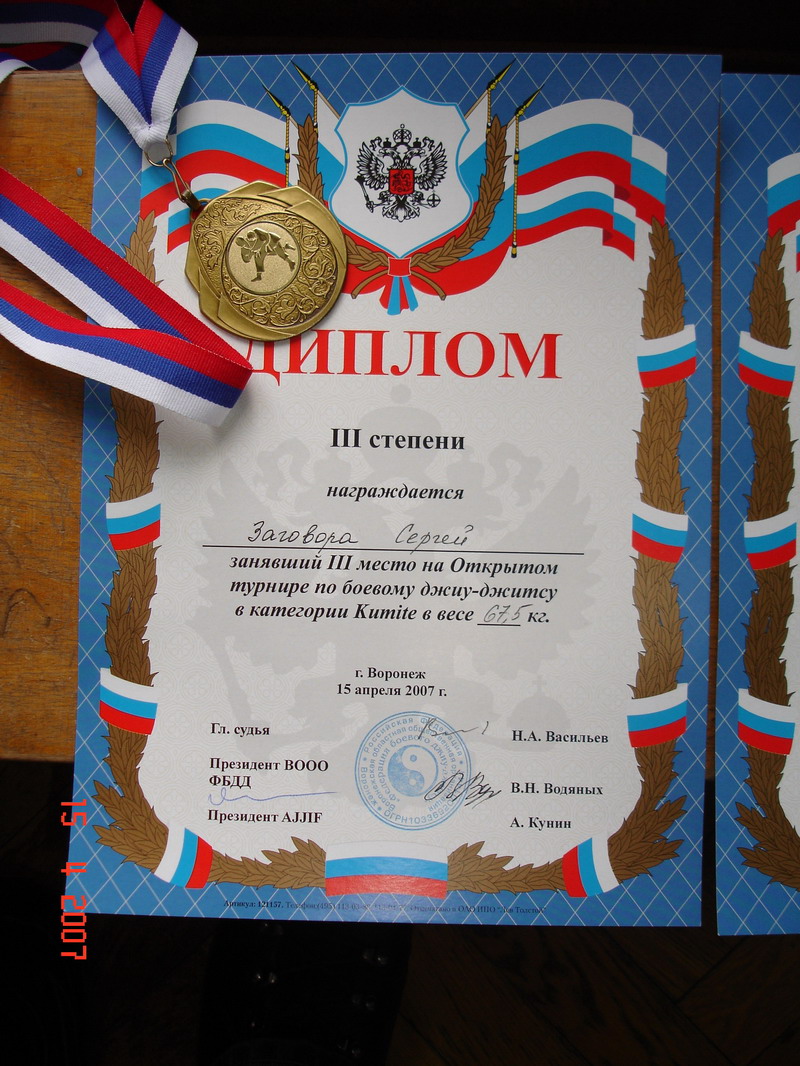 ДИПЛОМ
III степени
награждается
Заговора Сергей
занявший III место на Открытом
турнире по боевому джиу-джитсу
в категории Kumite в весе 67,5 кг.
г. Воронеж
15 апреля 2007 г.
Гл. судья
Н.А. Васильев
Президент ВООО
ФБДД
В.Н. Водяных
Президент AJJIF
А. Кунин
Артикул: 121157.
15 4 2007